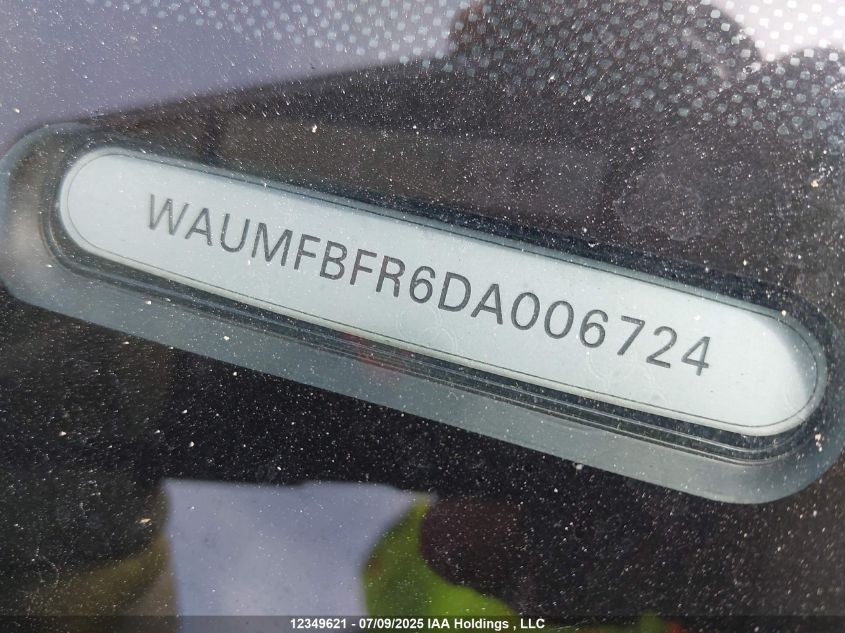 WAUMFBFR6DA006724
12349621 - 07/09/2025 IAA Holdings , LLC